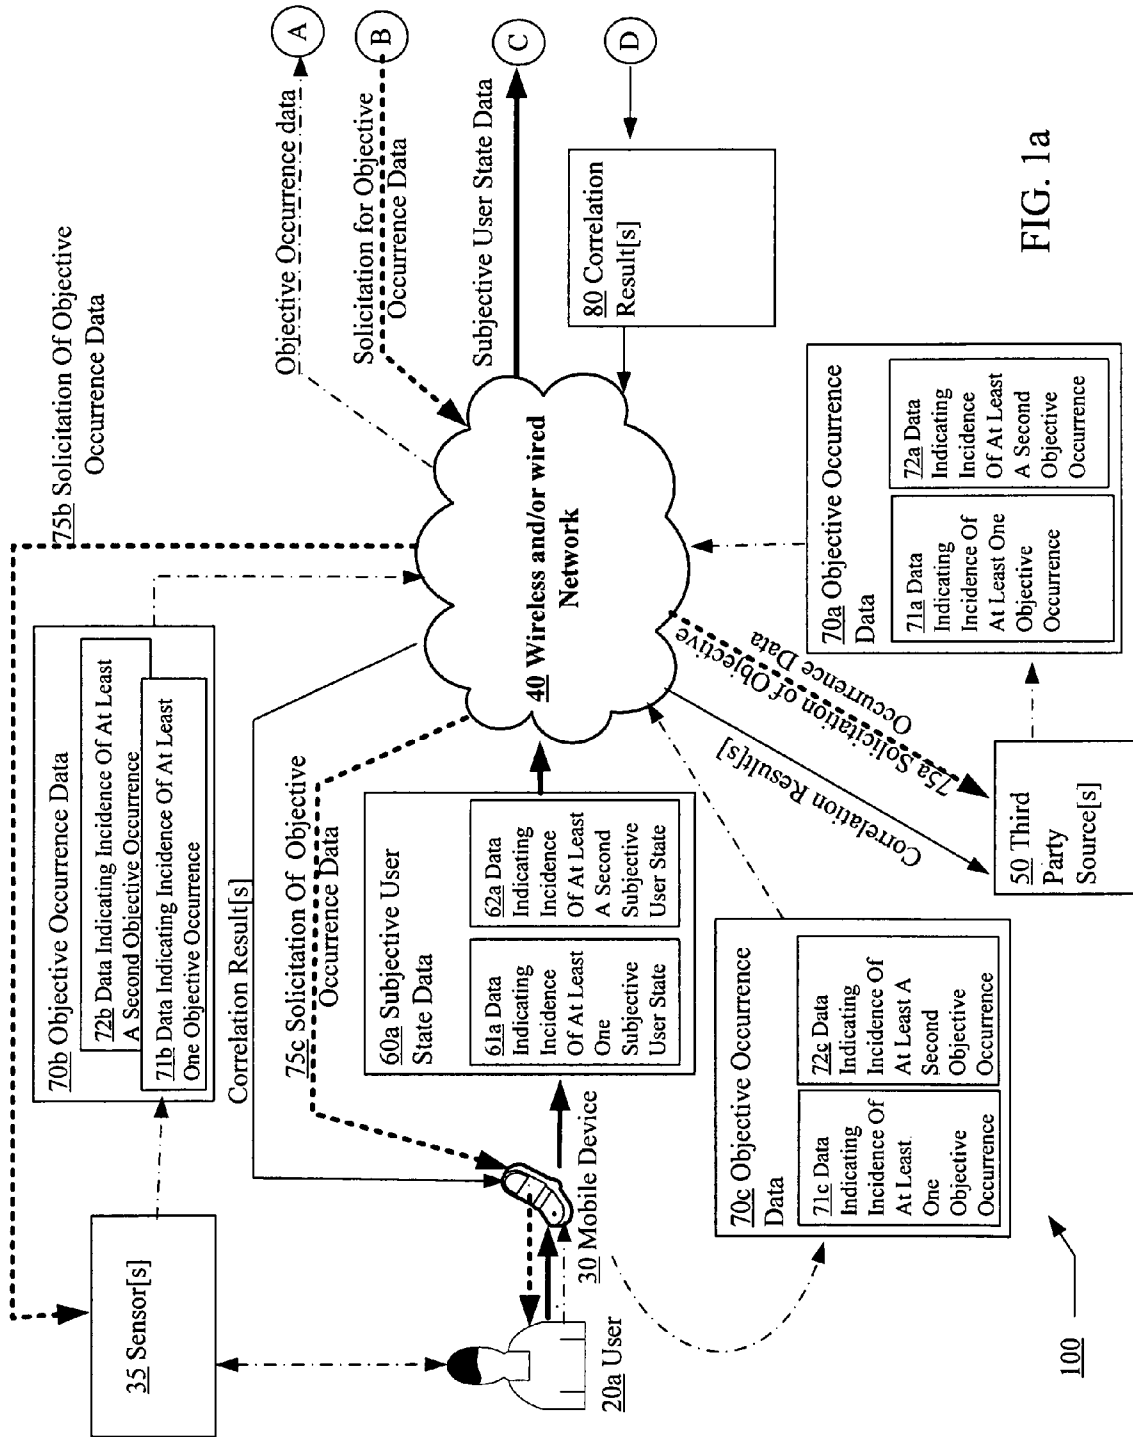 75b Solicitation Of Objective
Occurrence Data
35 Sensor[s]
70b Objective Occurrence Data
72b Data Indicating Incidence Of At Least
A Second Objective Occurrence
71b Data Indicating Incidence Of At Least
One Objective Occurrence
Correlation Result[s]
75c Solicitation Of Objective
Occurrence Data
Objective Occurrence data
A
Solicitation for Objective
Occurrence Data
B
Subjective User State Data
C
D
80 Correlation
Result[s]
40 Wireless and/or wired
Network
20a User
30 Mobile Device
60a Subjective User
State Data
61a Data
Indicating
Incidence
Of At Least
One
Subjective
User State
62a Data
Indicating
Incidence
Of At Least
A Second
Subjective
User State
75a Solicitation of Objective
Occurrence Data
Correlation Result[s]
50 Third
Party
Source[s]
70c Objective Occurrence
Data
71c Data
Indicating
Incidence Of
At Least
One
Objective
Occurrence
72c Data
Indicating
Incidence Of
At Least A
Second
Objective
Occurrence
70a Objective Occurrence
Data
71a Data
Indicating
Incidence Of
At Least One
Objective
Occurrence
72a Data
Indicating
Incidence
Of At Least
A Second
Objective
Occurrence
100
FIG. 1a